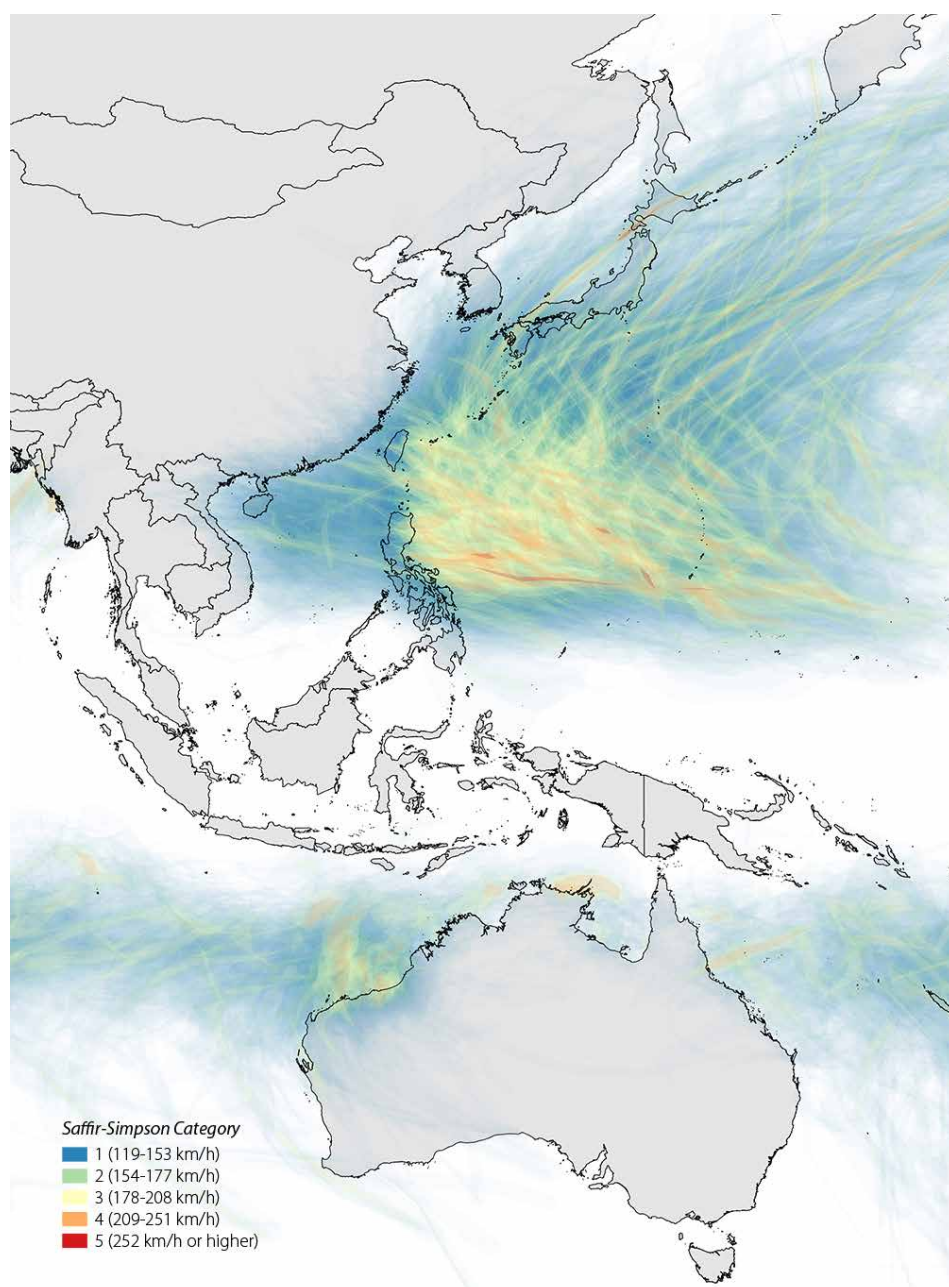 Saffir-Simpson Category
1 (119-153 km/h)
2 (154-177 km/h)
3 (178-208 km/h)
4 (209-251 km/h)
5 (252 km/h or higher)